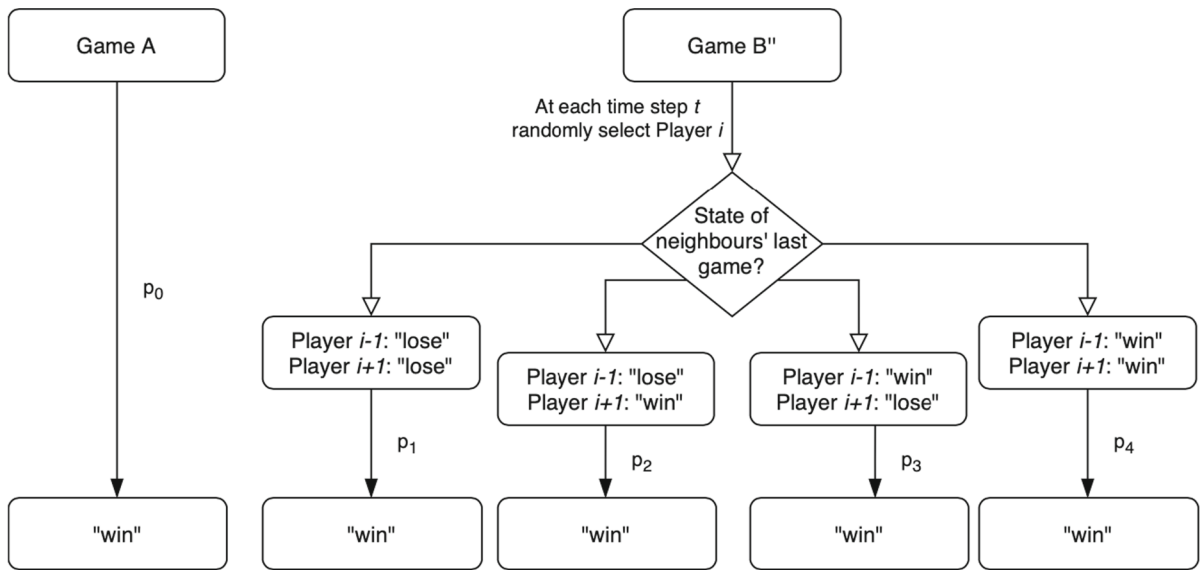 Game A
Game B"
At each time step t
randomly select Player i
State of
neighbours' last
game?
p0
Player i-1: "lose"
Player i+1: "lose"
Player i-1: "lose"
Player i+1: "win"
Player i-1: "win"
Player i+1: "lose"
Player i-1: "win"
Player i+1: "win"
p1
p2
p3
p4
"win"
"win"
"win"
"win"
"win"